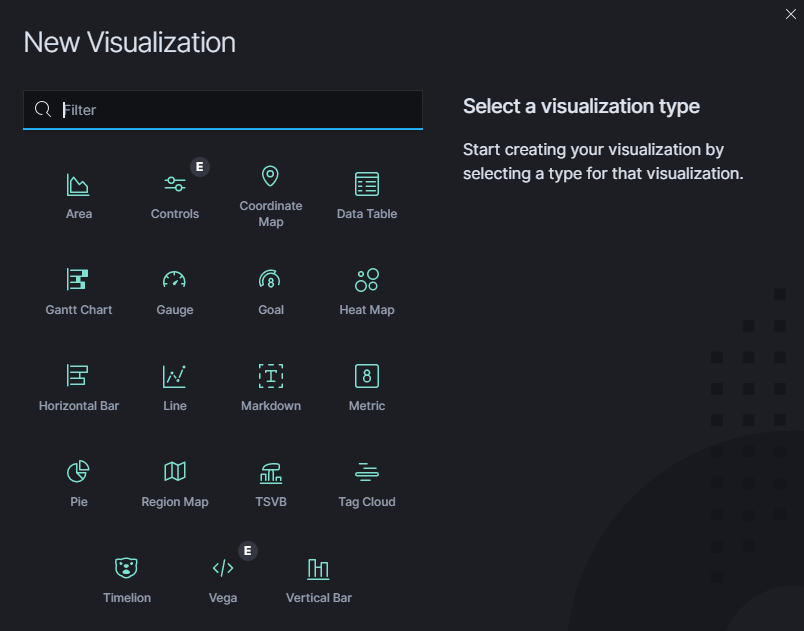 New Visualization
Filter
Select a visualization type
Start creating your visualization by
selecting a type for that visualization.
E
Area
Controls
Coordinate
Map
Data Table
Gantt Chart
Gauge
8
Goal
Heat Map
Horizontal Bar
Line
T
Markdown
8
Metric
Pie
Region Map
TSVB
Tag Cloud
E
Timelion
</>
Vega
Vertical Bar